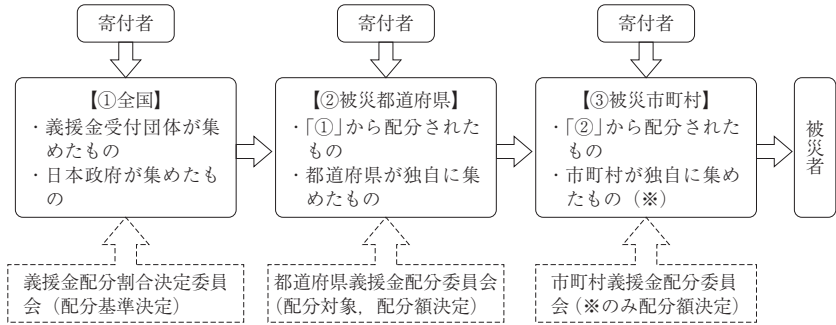 寄付者
寄付者
寄付者
【①全国】
・義援金受付団体が集
めたもの
・日本政府が集めたも
の
【②被災都道府県】
・「①」から配分された
もの
・都道府県が独自に集
めたもの
【③被災市町村】
・「②」から配分された
もの
・市町村が独自に集め
たもの（※）
被災者
義援金配分割合決定委員
会（配分基準決定）
都道府県義援金配分委員会
（配分対象，配分額決定）
市町村義援金配分委員
会（※のみ配分額決定）